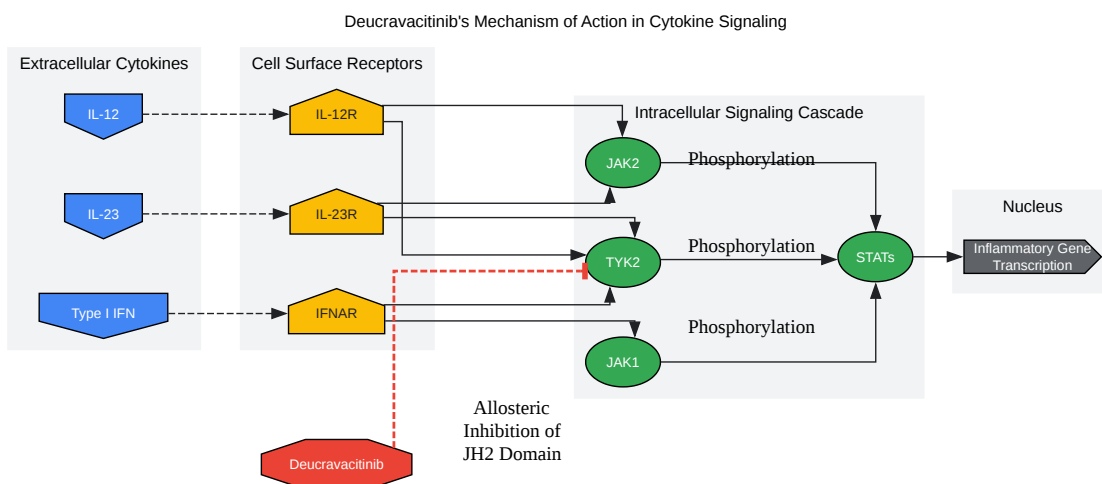 Deucravacitinib's Mechanism of Action in Cytokine Signaling
Extracellular Cytokines
Cell Surface Receptors
Intracellular Signaling Cascade
Nucleus
IL-12
IL-12R
JAK2
Phosphorylation
IL-23
IL-23R
TYK2
Phosphorylation
STATs
Inflammatory Gene
Transcription
Type I IFN
IFNAR
JAK1
Phosphorylation
Allosteric
Inhibition of
JH2 Domain
Deucravacitinib